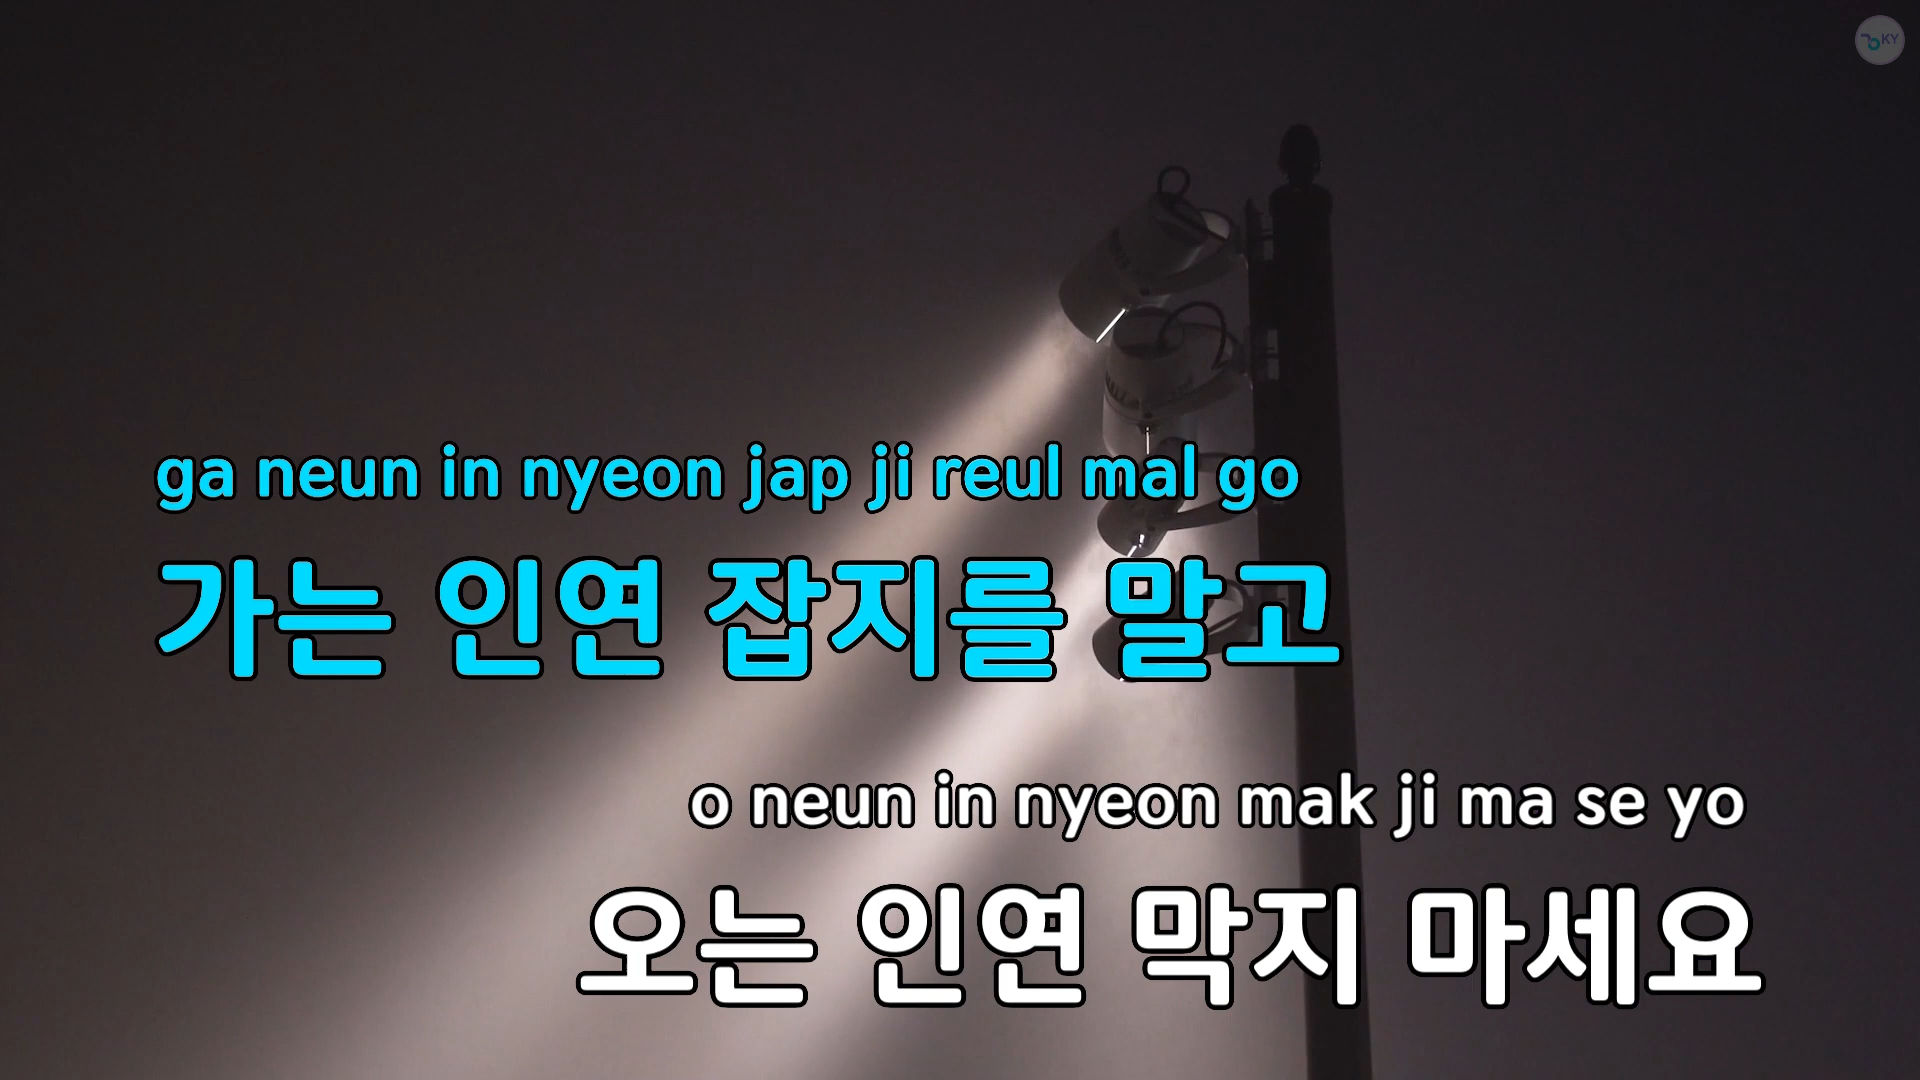 KY
ga neun in nyeon jap ji reul mal go
가는 인연 잡지를 말고
o neun in nyeon mak ji ma se yo
오는 인연 막지 마세요